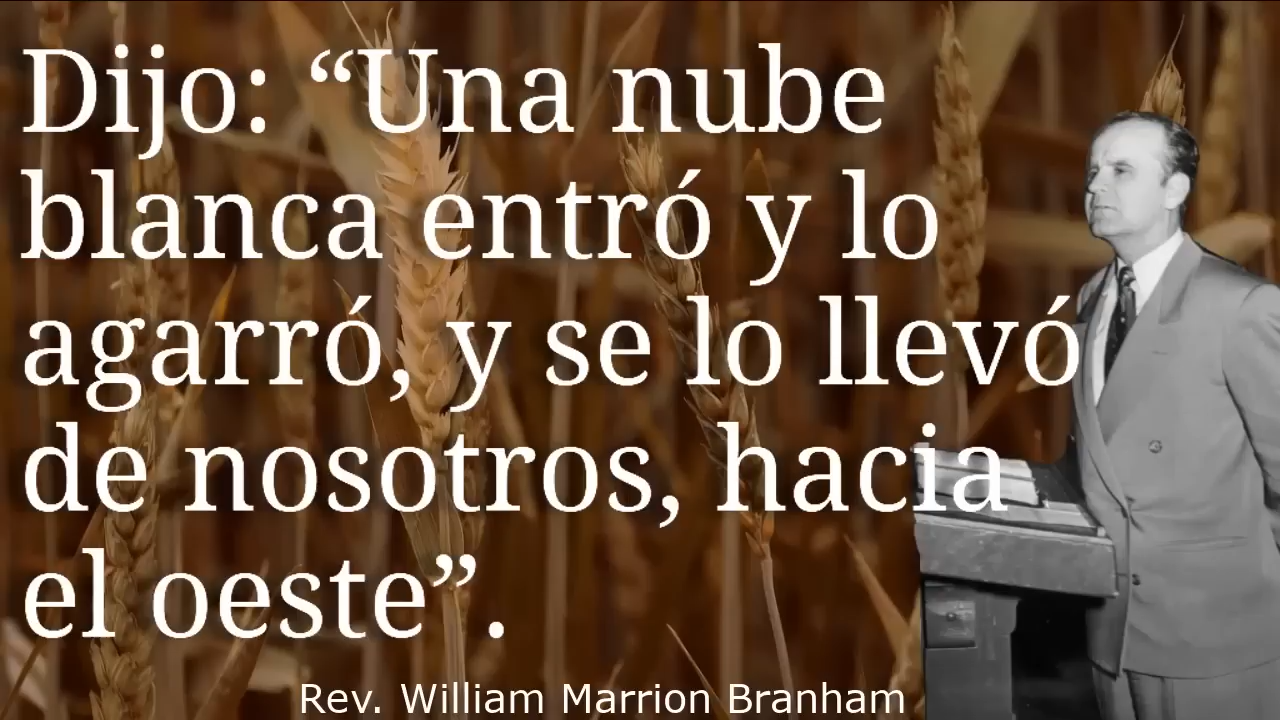 Dijo: “Una nube
blanca entró y lo
agarró, y se lo llevó
de nosotros, hacia
el oeste”.
Rev. William Marrion Branham